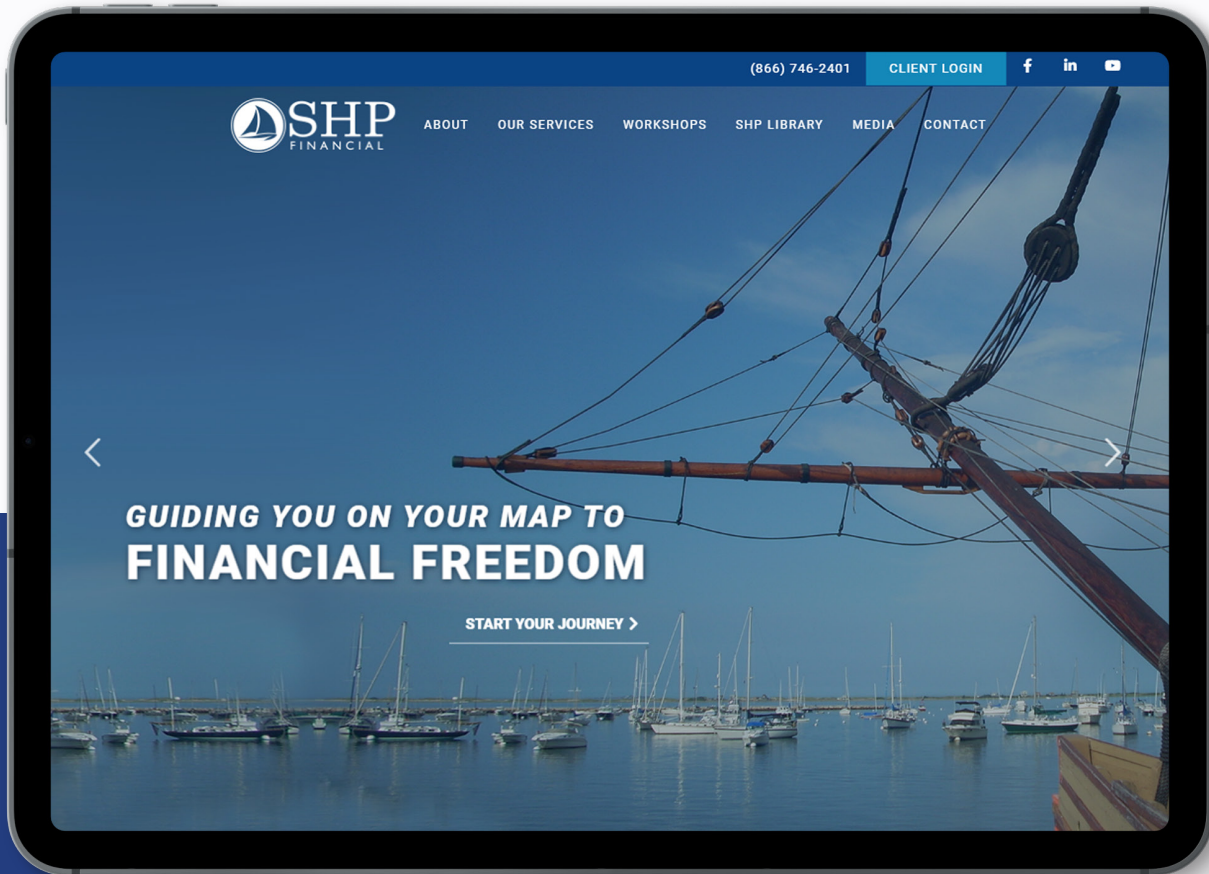 (866) 746-2401 CLIENT LOGIN
SHP
FINANCIAL
ABOUT OUR SERVICES WORKSHOPS SHP LIBRARY MEDIA CONTACT
GUIDING YOU ON YOUR MAP TO
FINANCIAL FREEDOM
START YOUR JOURNEY